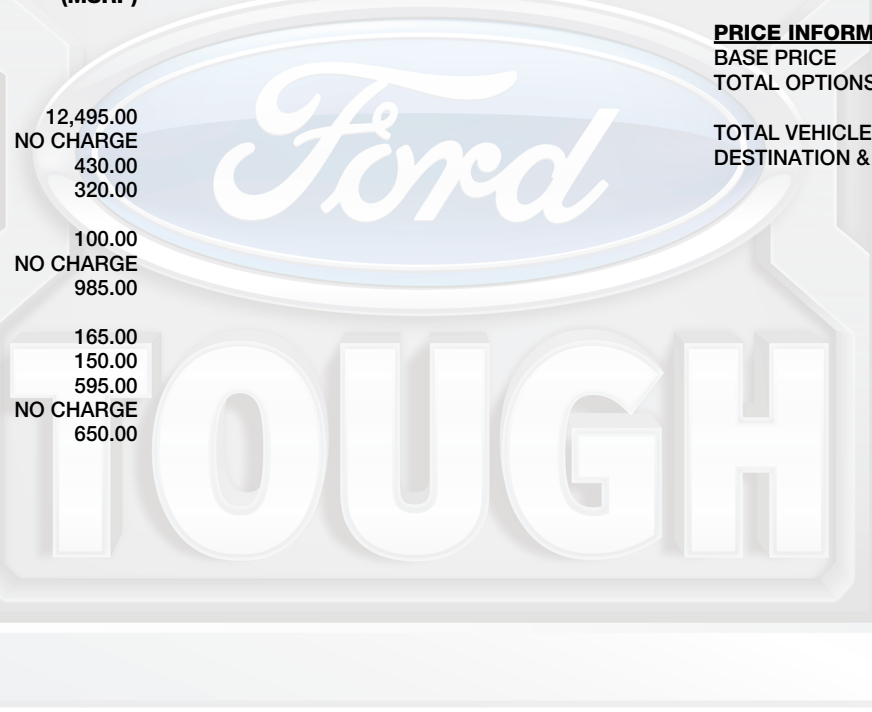 (MSRP)
12,495.00
NO CHARGE
430.00
320.00
100.00
NO CHARGE
985.00
165.00
150.00
595.00
NO CHARGE
650.00
PRICE INFORM
BASE PRICE
TOTAL OPTIONS
TOTAL VEHICLE
DESTINATION &
Ford
TOUGH